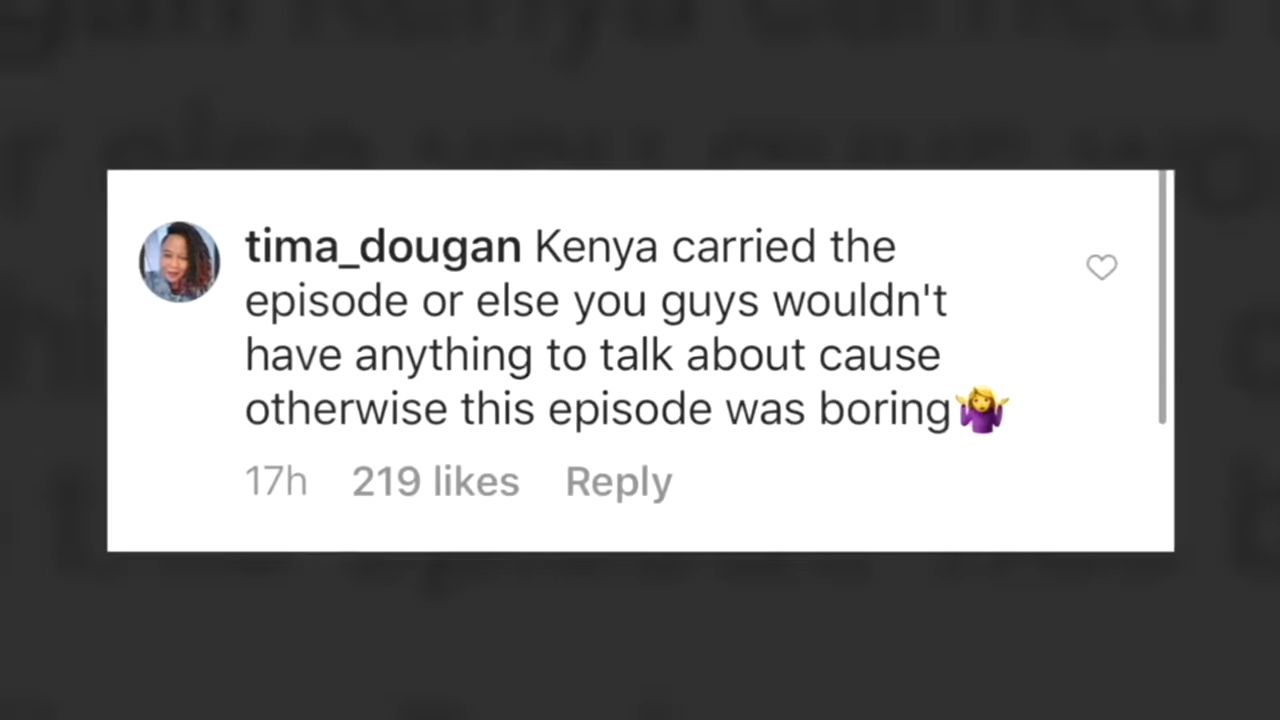 tima_dougan Kenya carried the
episode or else you guys wouldn't
have anything to talk about cause
otherwise this episode was boring🤷‍♀️
17h 219 likes Reply